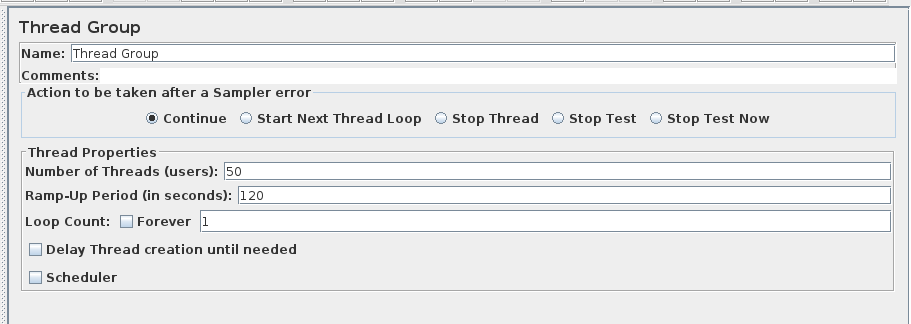 Thread Group
Name: Thread Group
Comments:
Action to be taken after a Sampler error
Continue Start Next Thread Loop Stop Thread Stop Test Stop Test Now
Thread Properties
Number of Threads (users): 50
Ramp-Up Period (in seconds): 120
Loop Count: Forever 1
Delay Thread creation until needed
Scheduler